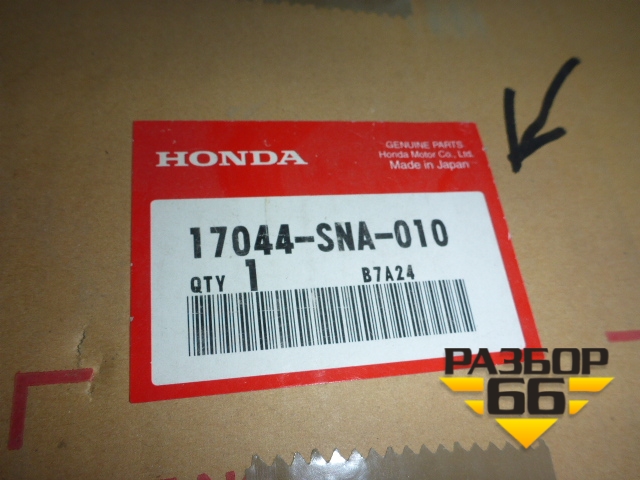 HONDA
GENUINE PARTS
Honda Motor Co., Ltd.
Made in Japan
17044-SNA-010
QTY 1 B7A24
РАЗБОР
66